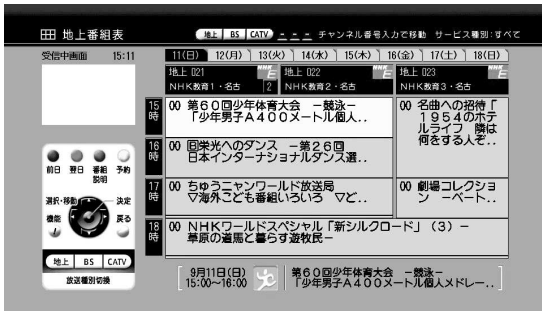 地上番組表
地上 BS CATV _ _ _ チャンネル番号入力で移動 サービス種別:すべて
受信中画面 15:11
11(日) 12(月) 13(火) 14(水) 15(木) 16(金) 17(土) 18(日)
地上 021 地上 022 地上 023
NHK教育1・名古 2 NHK教育2・名古 NHK教育3・名古
15時
00 第60回少年体育大会 −競泳−
「少年男子A400メートル個人..
00 名曲への招待「
1954のホテ
ルライフ 隣は
何をする人ぞ..
16時
00 回栄光へのダンス −第26回
日本インターナショナルダンス選..
17時
00 ちゅうニャンワールド放送局
▽海外こども番組いろいろ ▽ど..
00 劇場コレクショ
ン −ベート..
18時
00 NHKワールドスペシャル「新シルクロード」(3)−
草原の道馬と暮らす遊牧民−
前日 翌日 番組説明 予約
選択・移動 決定
機能 戻る
地上 BS CATV
放送種別切換
9月11日(日)
15:00～16:00
第60回少年体育大会 −競泳−
「少年男子A400メートル個人メドレー..